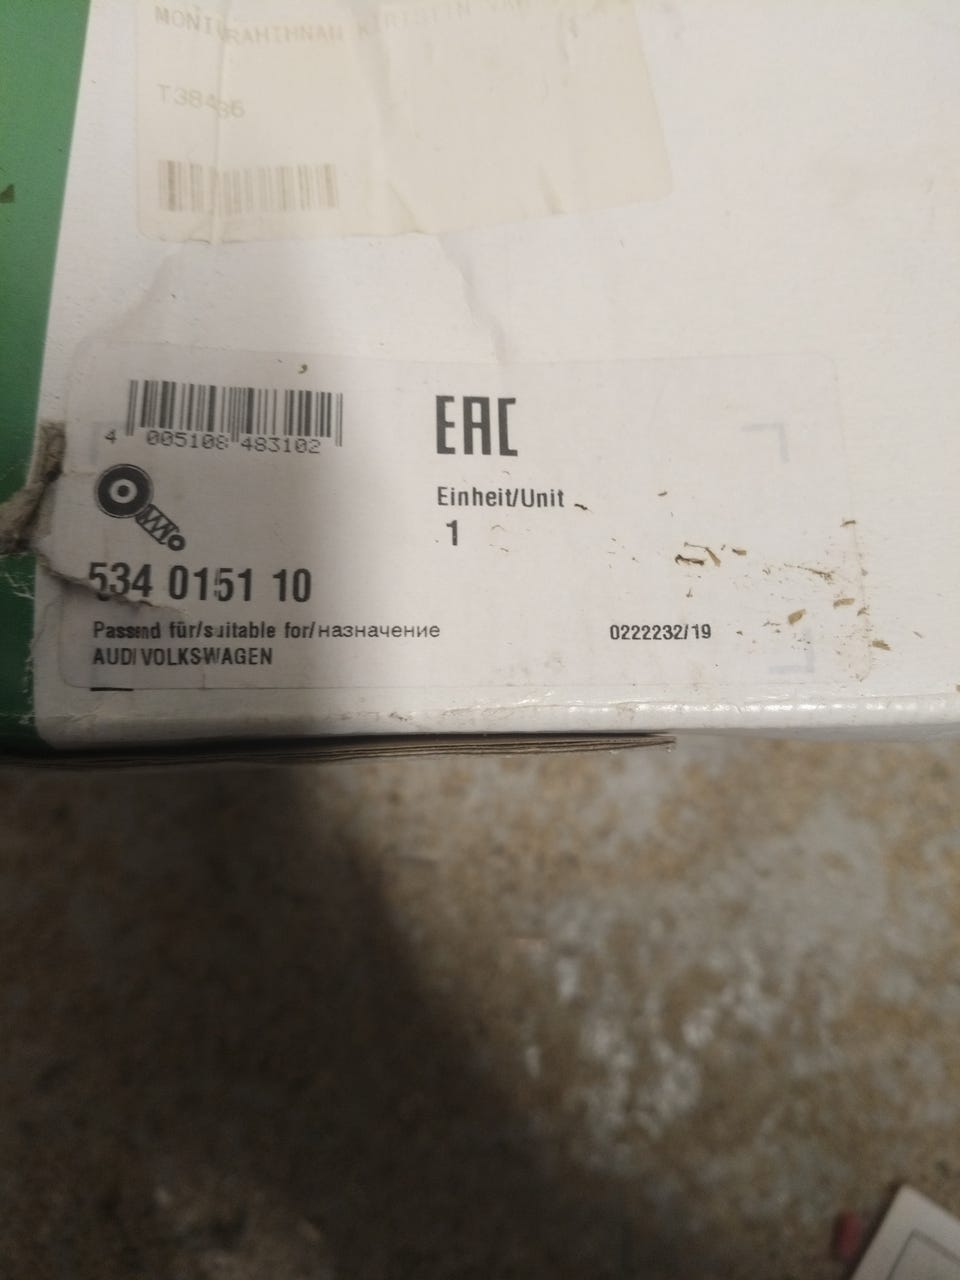 T38436
4 005108 483102
EAC
Einheit/Unit
1
534 0151 10
Passend für/suitable for/назначение
AUDI VOLKSWAGEN
0222232/19